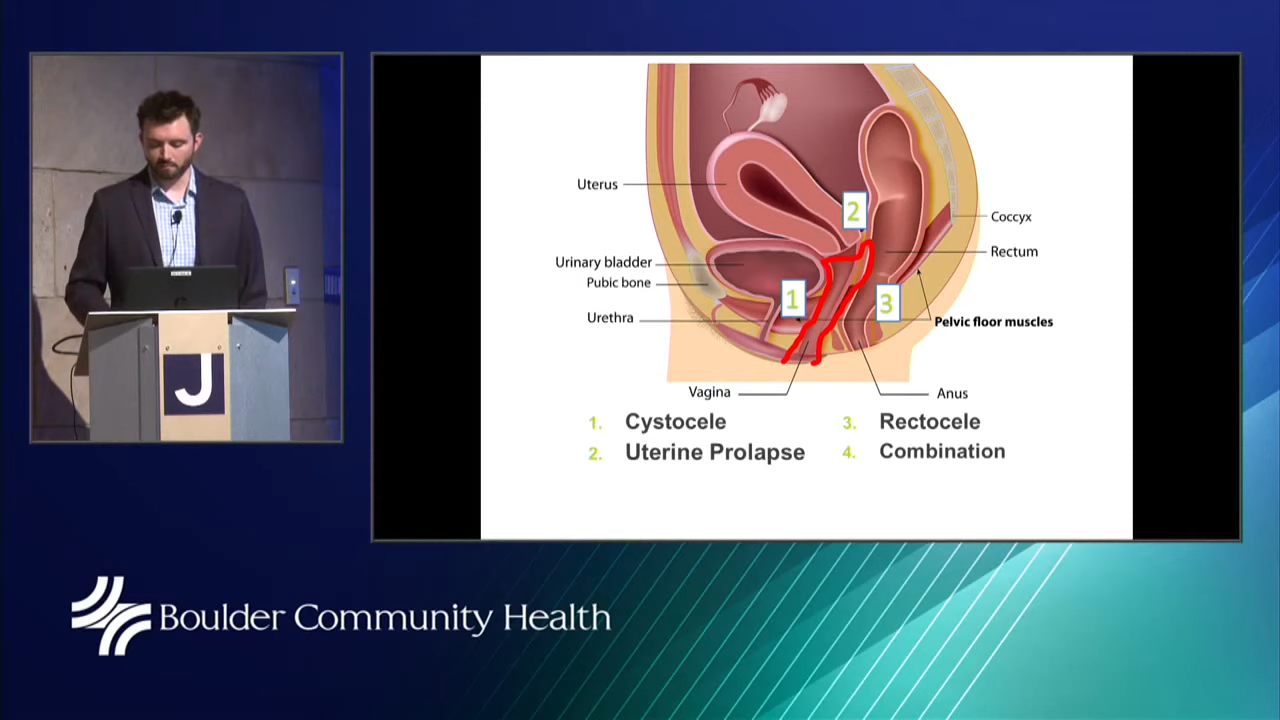 J
Uterus
2
Coccyx
Rectum
Urinary bladder
Pubic bone
1
3
Urethra
Pelvic floor muscles
Vagina
Anus
1. Cystocele
2. Uterine Prolapse
3. Rectocele
4. Combination
Boulder Community Health